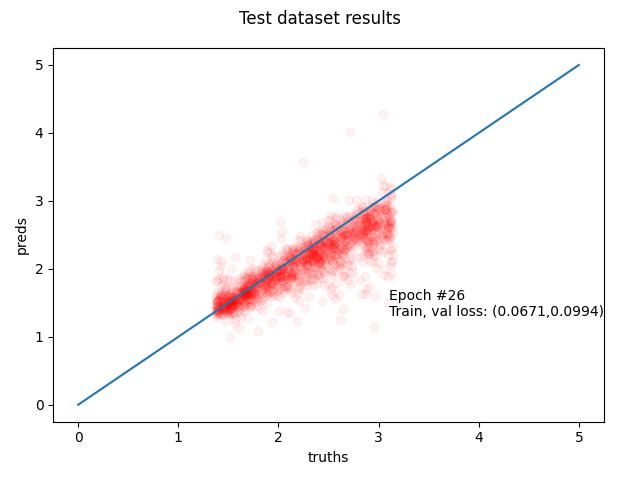 Test dataset results
5
4
3
2
1
0
preds
Epoch #26
Train, val loss: (0.0671,0.0994)
0 1 2 3 4 5
truths